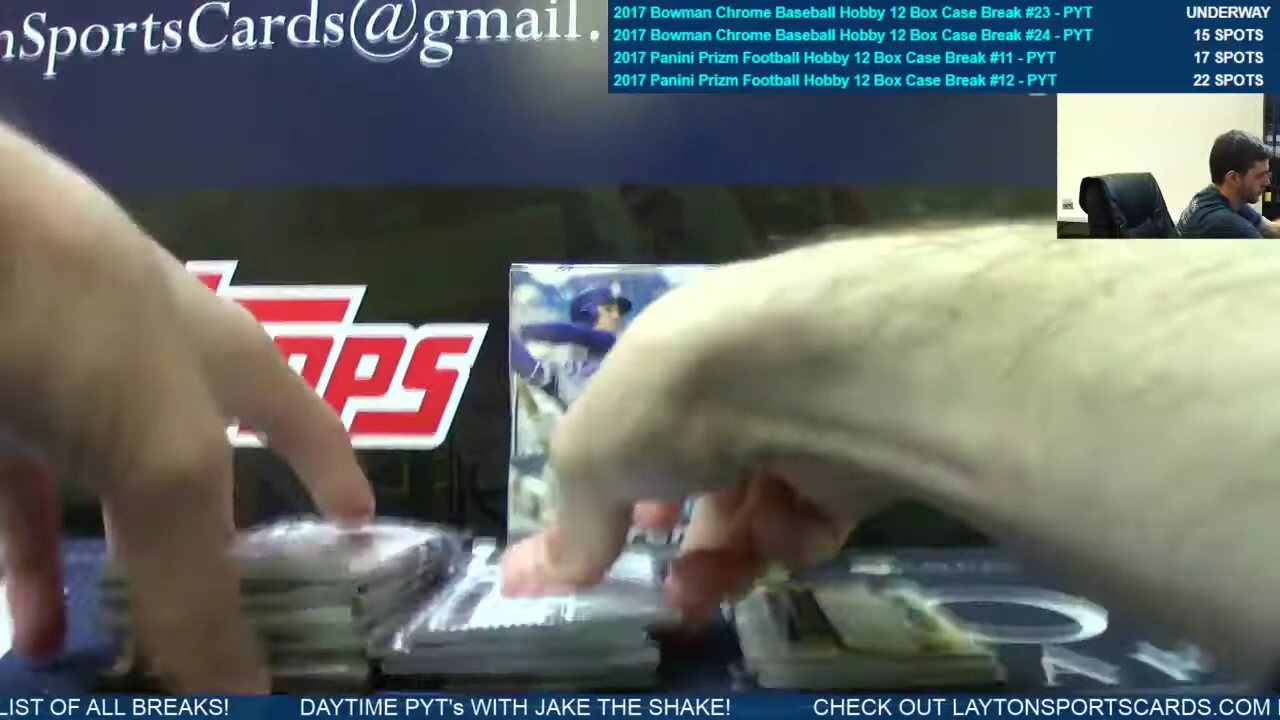 nSportsCards@gmail.
2017 Bowman Chrome Baseball Hobby 12 Box Case Break #23 - PYT UNDERWAY
2017 Bowman Chrome Baseball Hobby 12 Box Case Break #24 - PYT 15 SPOTS
2017 Panini Prizm Football Hobby 12 Box Case Break #11 - PYT 17 SPOTS
2017 Panini Prizm Football Hobby 12 Box Case Break #12 - PYT 22 SPOTS
OPPS
LIST OF ALL BREAKS! DAYTIME PYT's WITH JAKE THE SHAKE! CHECK OUT LAYTONSPORTSCARDS.COM